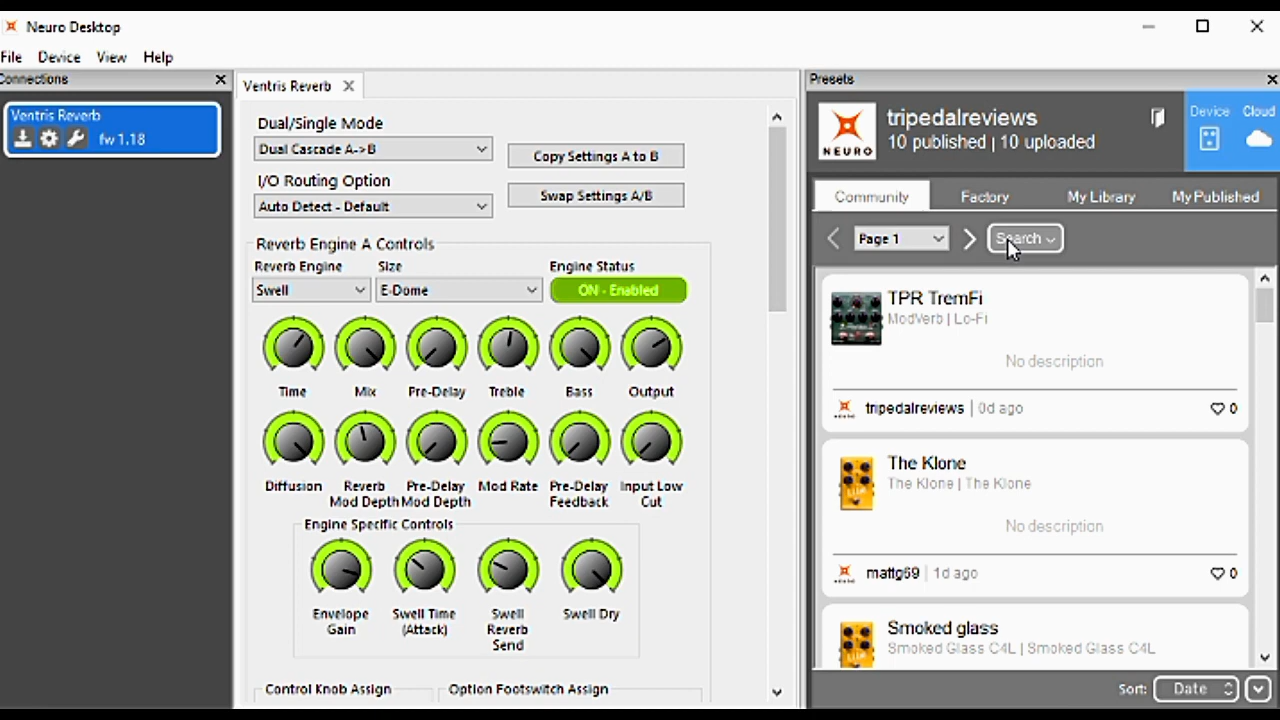 Neuro Desktop
File Device View Help
Connections
Ventris Reverb
fw 1.18
Ventris Reverb
Dual/Single Mode
Dual Cascade A->B
Copy Settings A to B
I/O Routing Option
Auto Detect - Default
Swap Settings A/B
Reverb Engine A Controls
Reverb Engine Size Engine Status
Swell E-Dome ON - Enabled
Time Mix Pre-Delay Treble Bass Output
Diffusion Reverb Mod Depth Pre-Delay Mod Depth Mod Rate Pre-Delay Feedback Input Low Cut
Engine Specific Controls
Envelope Gain Swell Time (Attack) Swell Reverb Send Swell Dry
Control Knob Assign Option Footswitch Assign
Presets
NEURO
tripedalreviews
10 published | 10 uploaded
Device Cloud
Community Factory My Library My Published
Page 1 Search
TPR TremFi
ModVerb | Lo-Fi
No description
tripedalreviews | 0d ago 0
The Klone
The Klone | The Klone
No description
mattg69 | 1d ago 0
Smoked glass
Smoked Glass C4L | Smoked Glass C4L
Sort: Date